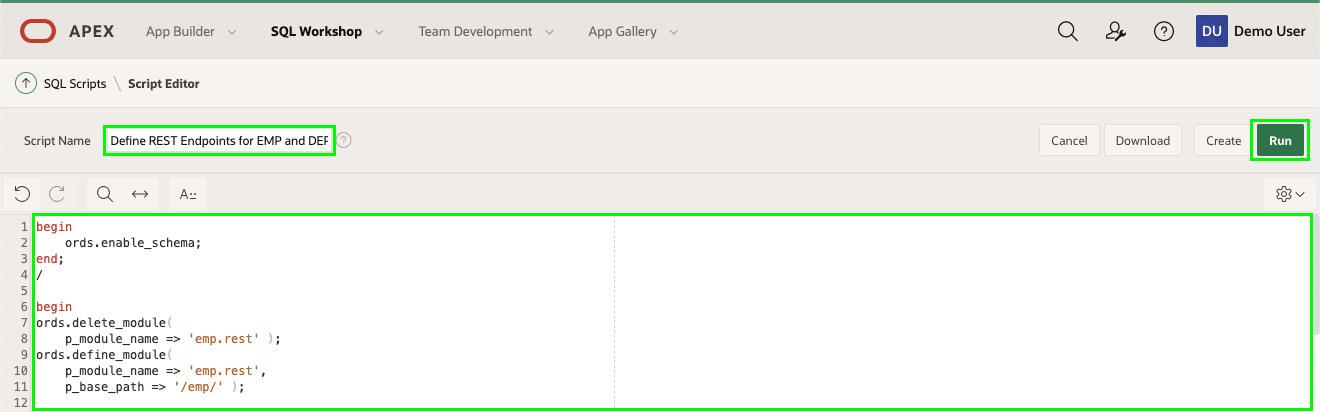 APEX App Builder SQL Workshop Team Development App Gallery ? DU Demo User
SQL Scripts \ Script Editor
Script Name Define REST Endpoints for EMP and DEP ? Cancel Download Create Run
A
1 begin
2     ords.enable_schema;
3 end;
4 /
5
6 begin
7 ords.delete_module(
8     p_module_name => 'emp.rest' );
9 ords.define_module(
10     p_module_name => 'emp.rest',
11     p_base_path => '/emp/' );
12